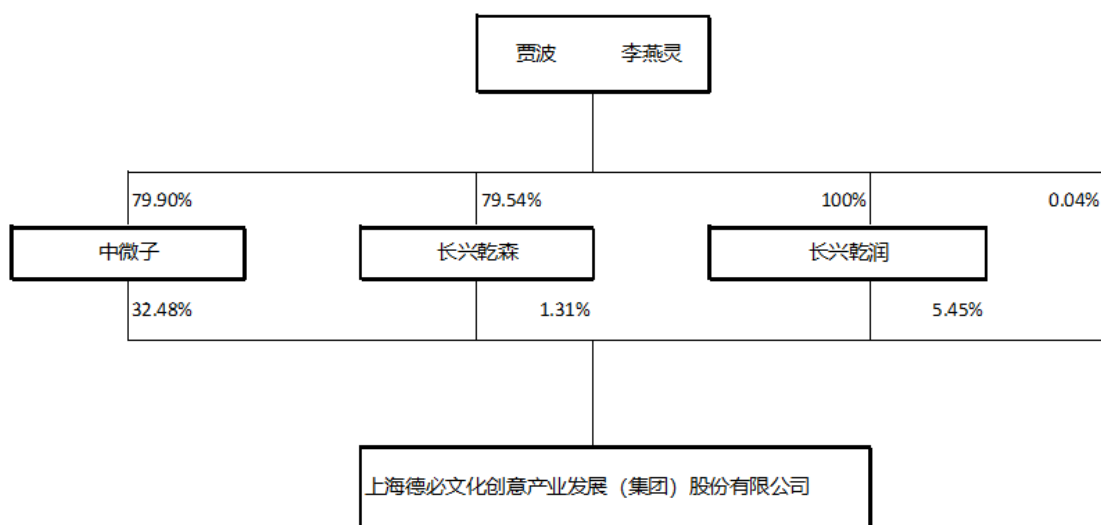 贾波 李燕灵
79.90% 79.54% 100% 0.04%
中微子 长兴乾森 长兴乾润
32.48% 1.31% 5.45%
上海德必文化创意产业发展（集团）股份有限公司